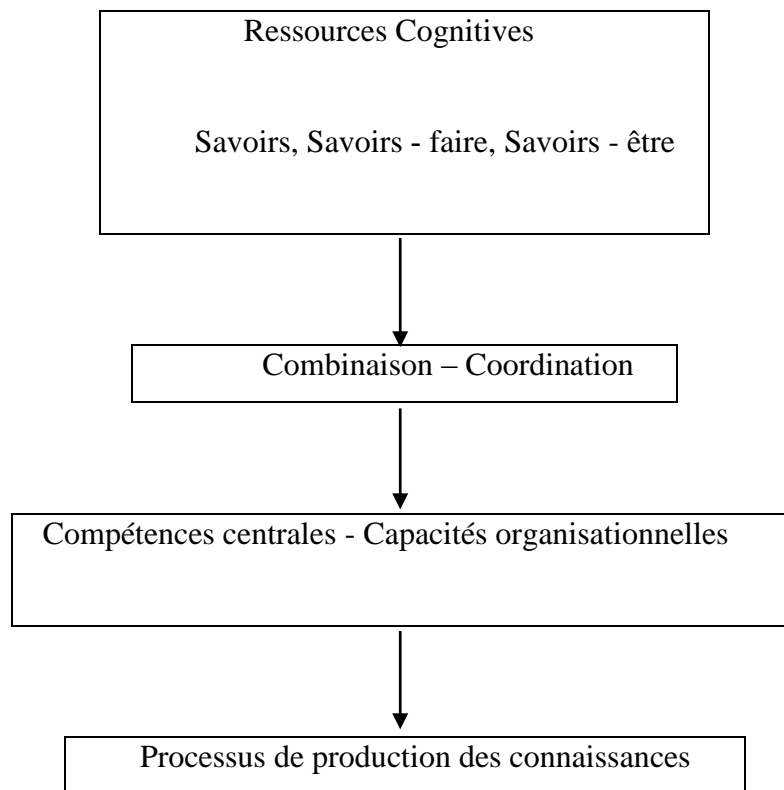 Ressources Cognitives
Savoirs, Savoirs - faire, Savoirs - être
Combinaison – Coordination
Compétences centrales - Capacités organisationnelles
Processus de production des connaissances